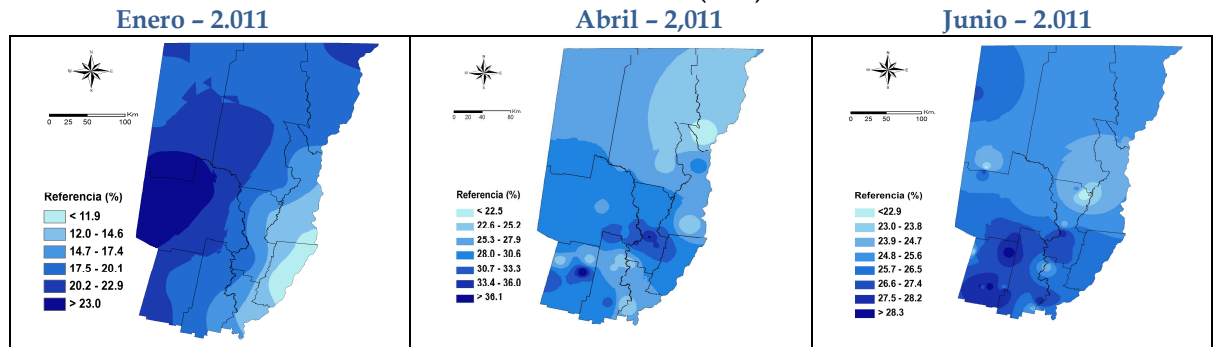 Enero – 2.011
Abril – 2,011
Junio – 2.011
N
W E
S
Km
0 25 50 100
Referencia (%)
< 11.9
12.0 - 14.6
14.7 - 17.4
17.5 - 20.1
20.2 - 22.9
> 23.0
N
W E
S
Km.
0 20 40 80
Referencia (%)
< 22.5
22.6 - 25.2
25.3 - 27.9
28.0 - 30.6
30.7 - 33.3
33.4 - 36.0
> 36.1
N
W E
S
Km.
0 25 50 100
Referencia (%)
<22.9
23.0 - 23.8
23.9 - 24.7
24.8 - 25.6
25.7 - 26.5
26.6 - 27.4
27.5 - 28.2
> 28.3